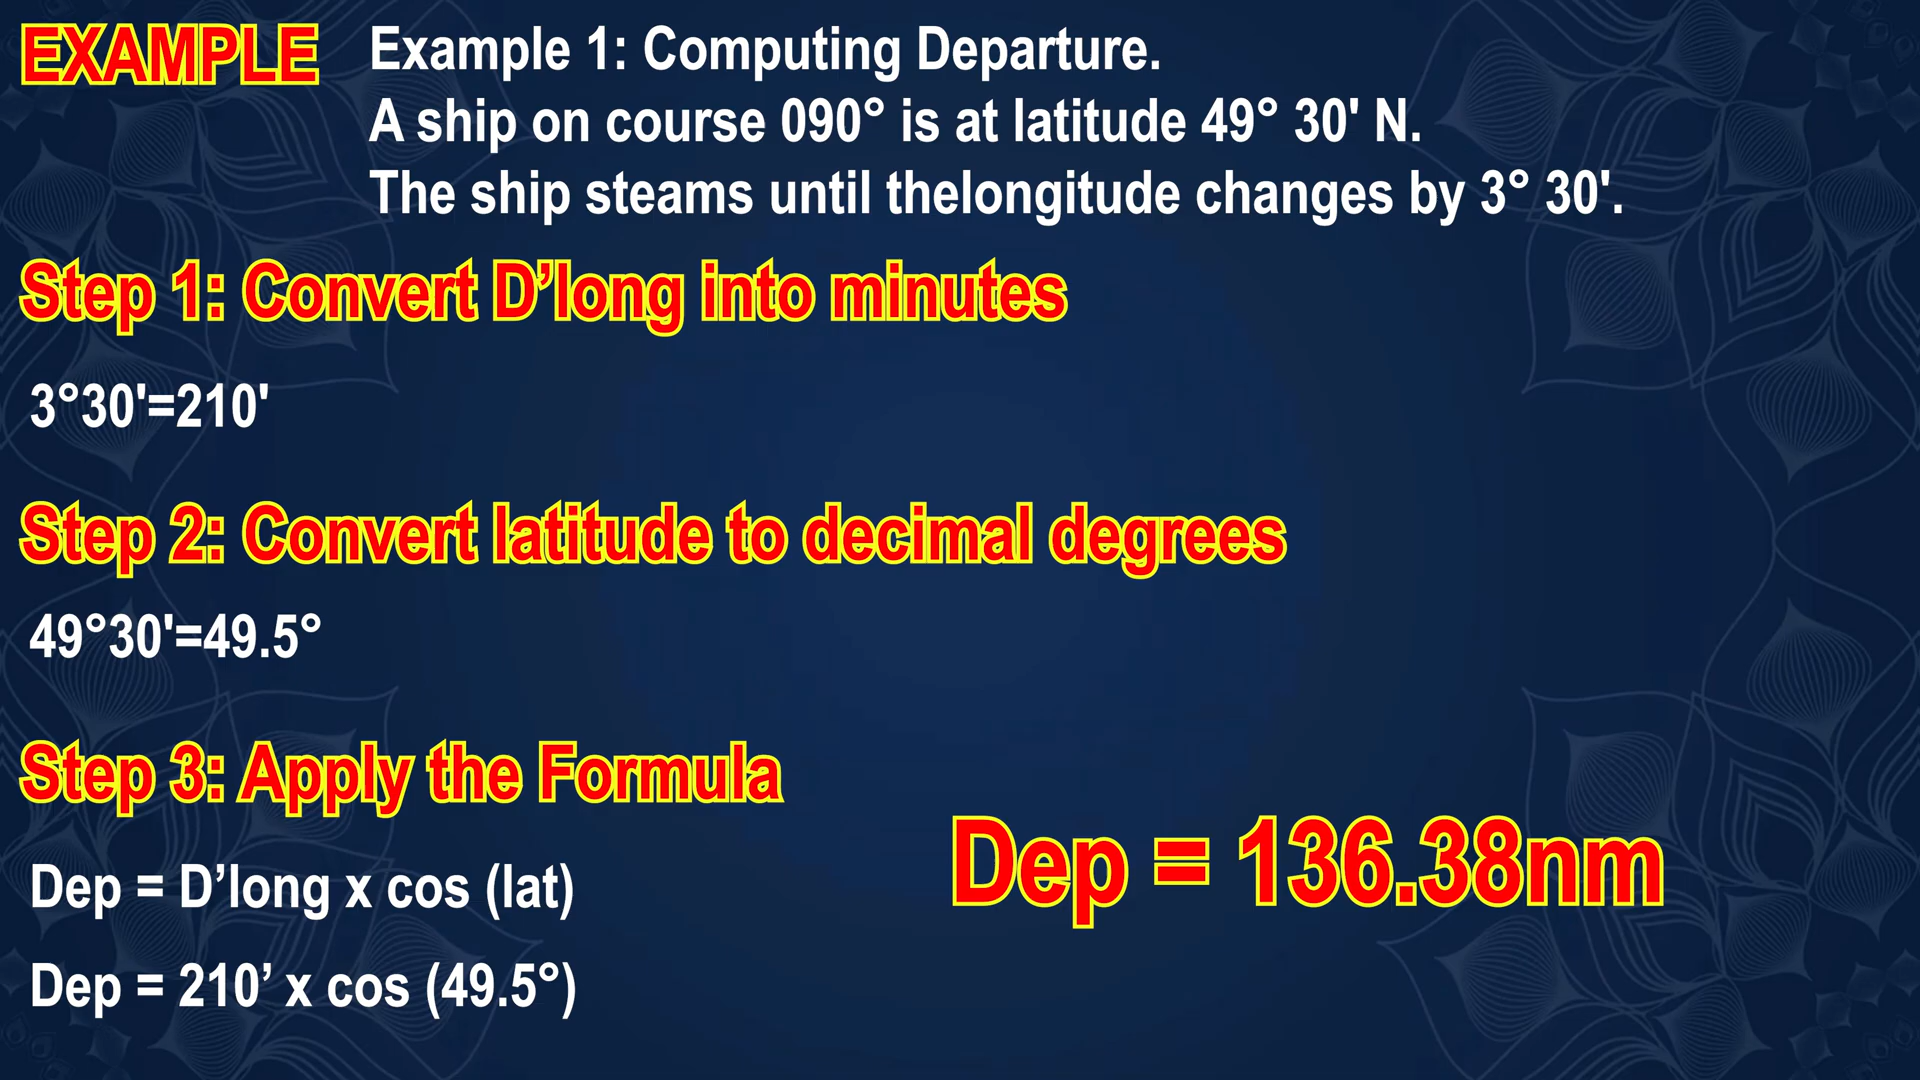 EXAMPLE
Example 1: Computing Departure.
A ship on course 090° is at latitude 49° 30' N.
The ship steams until thelongitude changes by 3° 30'.
Step 1: Convert D’long into minutes
3°30'=210'
Step 2: Convert latitude to decimal degrees
49°30'=49.5°
Step 3: Apply the Formula
Dep = D’long x cos (lat)
Dep = 210’ x cos (49.5°)
Dep = 136.38nm